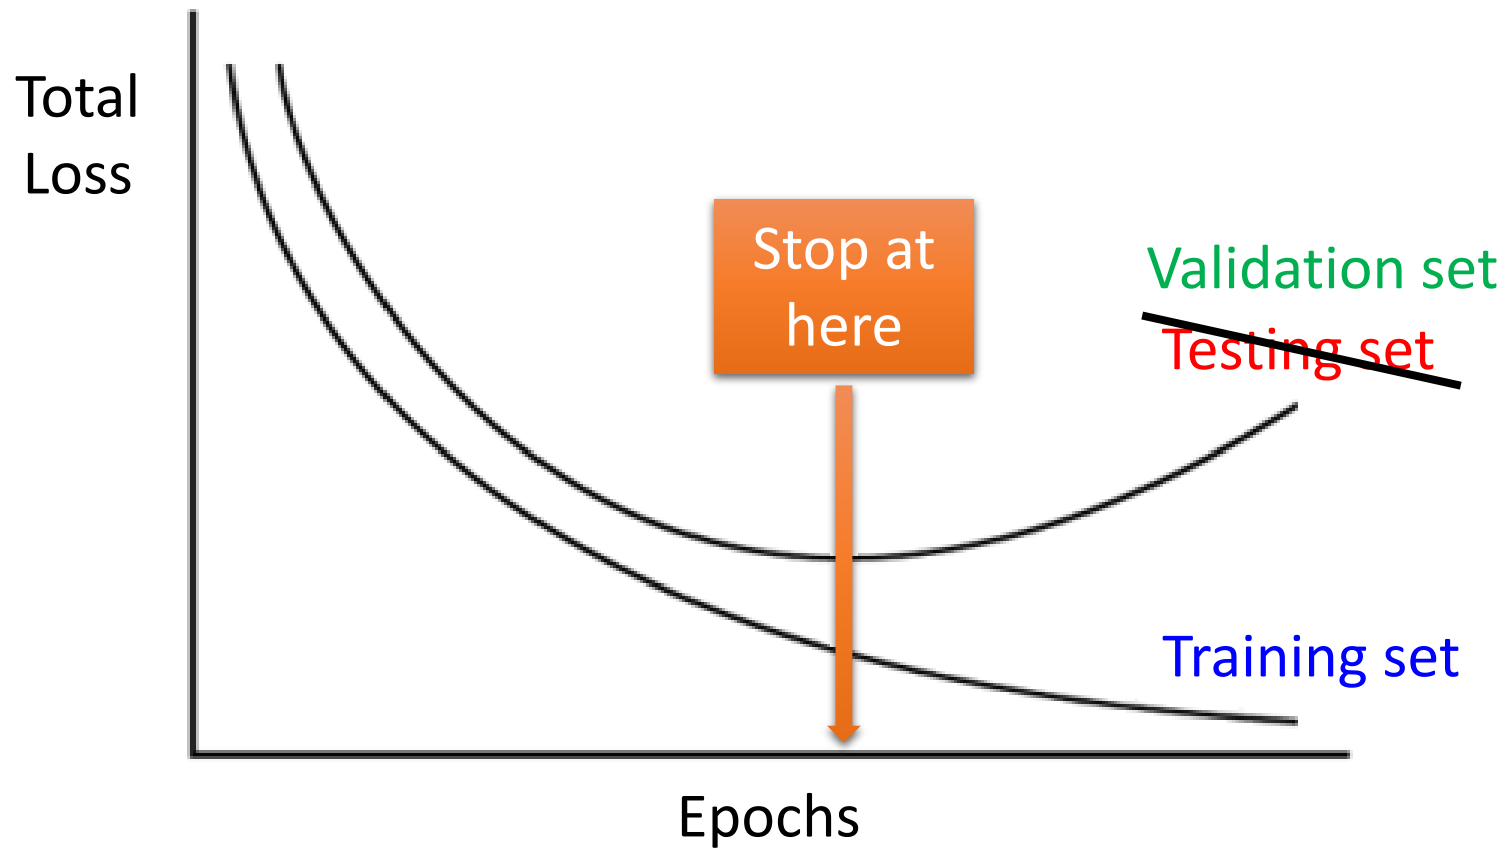 Total
Loss
Stop at
here
Validation set
Testing set
Training set
Epochs